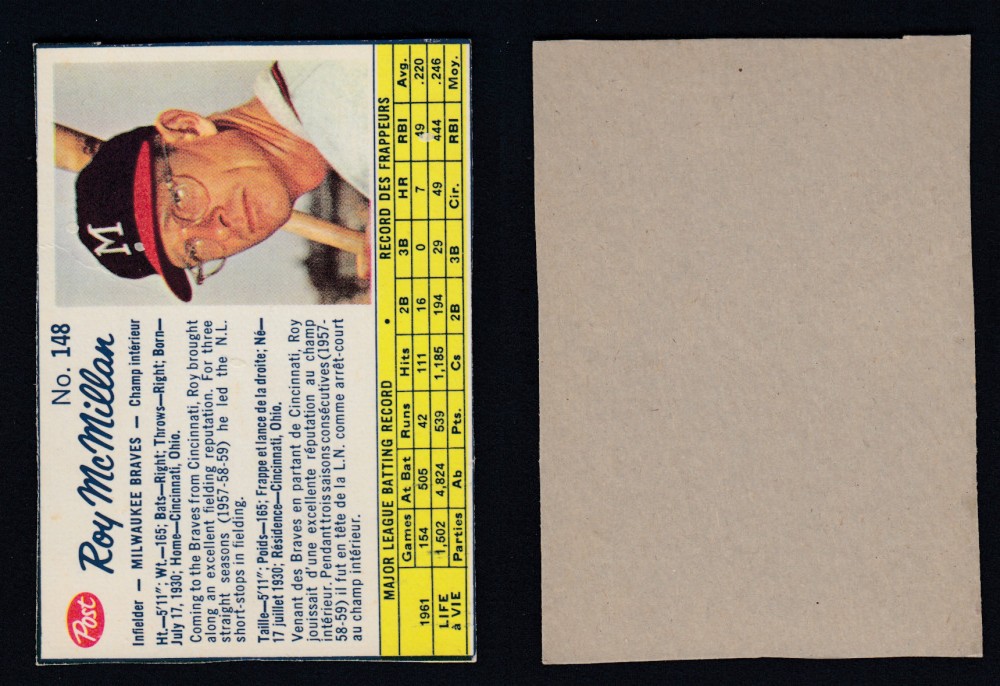 Post
No. 148
Roy McMillan
Infielder — MILWAUKEE BRAVES — Champ intérieur
Ht.—5'11"; Wt.—165; Bats—Right; Throws—Right; Born—
July 17, 1930; Home—Cincinnati, Ohio.
Coming to the Braves from Cincinnati, Roy brought
along an excellent fielding reputation. For three
straight seasons (1957-58-59) he led the N.L.
short-stops in fielding.
Taille—5'11"; Poids—165; Frappe et lance de la droite; Né—
17 juillet 1930; Résidence—Cincinnati, Ohio.
Venant des Braves en partant de Cincinnati, Roy
jouissait d'une excellente réputation au champ
intérieur. Pendant trois saisons consécutives (1957-
58-59) il fut en tête de la L.N. comme arrêt-court
au champ intérieur.
M
MAJOR LEAGUE BATTING RECORD • RECORD DES FRAPPEURS
Games At Bat Runs Hits 2B 3B HR RBI Avg.
1961 154 505 42 111 16 0 7 49 .220
LIFE 1,502 4,824 539 1,185 194 29 49 444 .246
à VIE Parties Ab Pts. Cs 2B 3B Cir. RBI Moy.